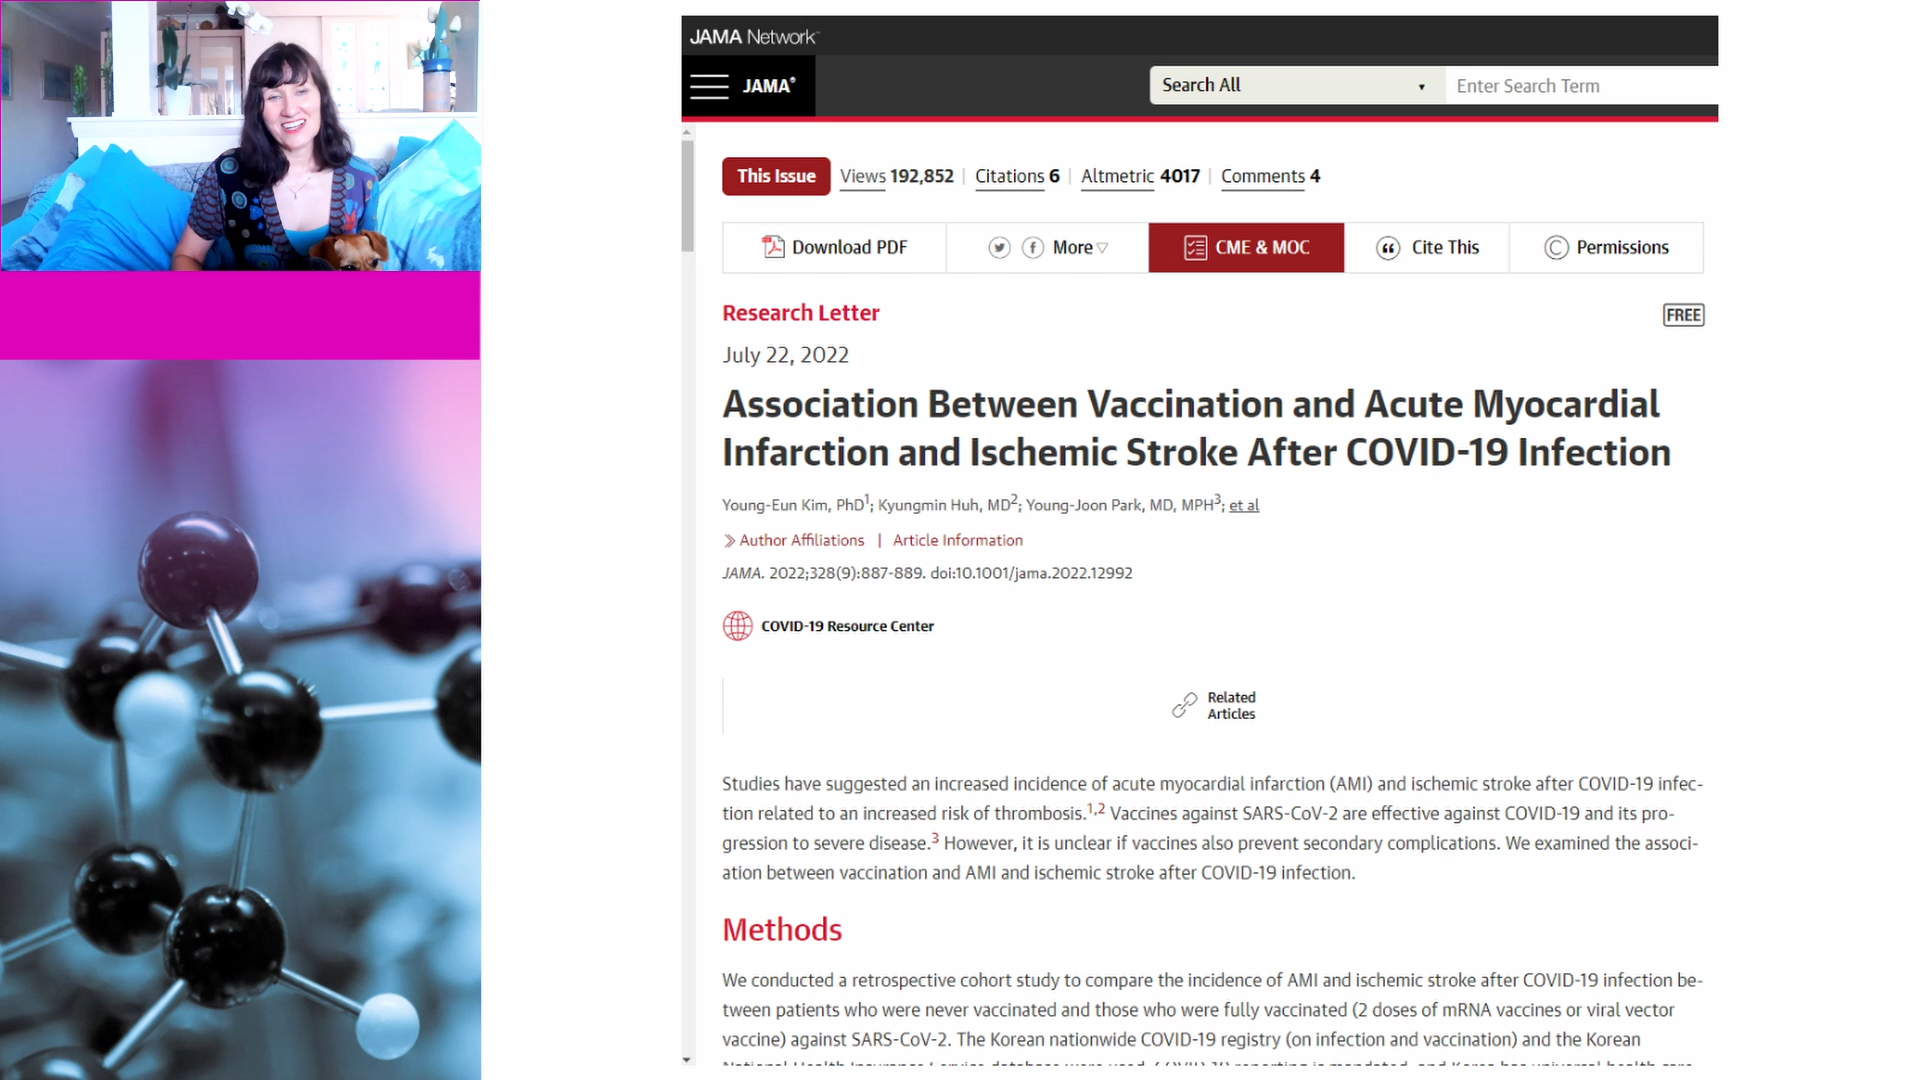 JAMA Network
JAMA®
Search All
Enter Search Term
This Issue Views 192,852 | Citations 6 | Altmetric 4017 | Comments 4
Download PDF More CME & MOC Cite This Permissions
Research Letter
FREE
July 22, 2022
Association Between Vaccination and Acute Myocardial
Infarction and Ischemic Stroke After COVID-19 Infection
Young-Eun Kim, PhD1; Kyungmin Huh, MD2; Young-Joon Park, MD, MPH3; et al
Author Affiliations | Article Information
JAMA. 2022;328(9):887-889. doi:10.1001/jama.2022.12992
COVID-19 Resource Center
Related
Articles
Studies have suggested an increased incidence of acute myocardial infarction (AMI) and ischemic stroke after COVID-19 infec-
tion related to an increased risk of thrombosis.1,2 Vaccines against SARS-CoV-2 are effective against COVID-19 and its pro-
gression to severe disease.3 However, it is unclear if vaccines also prevent secondary complications. We examined the associ-
ation between vaccination and AMI and ischemic stroke after COVID-19 infection.
Methods
We conducted a retrospective cohort study to compare the incidence of AMI and ischemic stroke after COVID-19 infection be-
tween patients who were never vaccinated and those who were fully vaccinated (2 doses of mRNA vaccines or viral vector
vaccine) against SARS-CoV-2. The Korean nationwide COVID-19 registry (on infection and vaccination) and the Korean